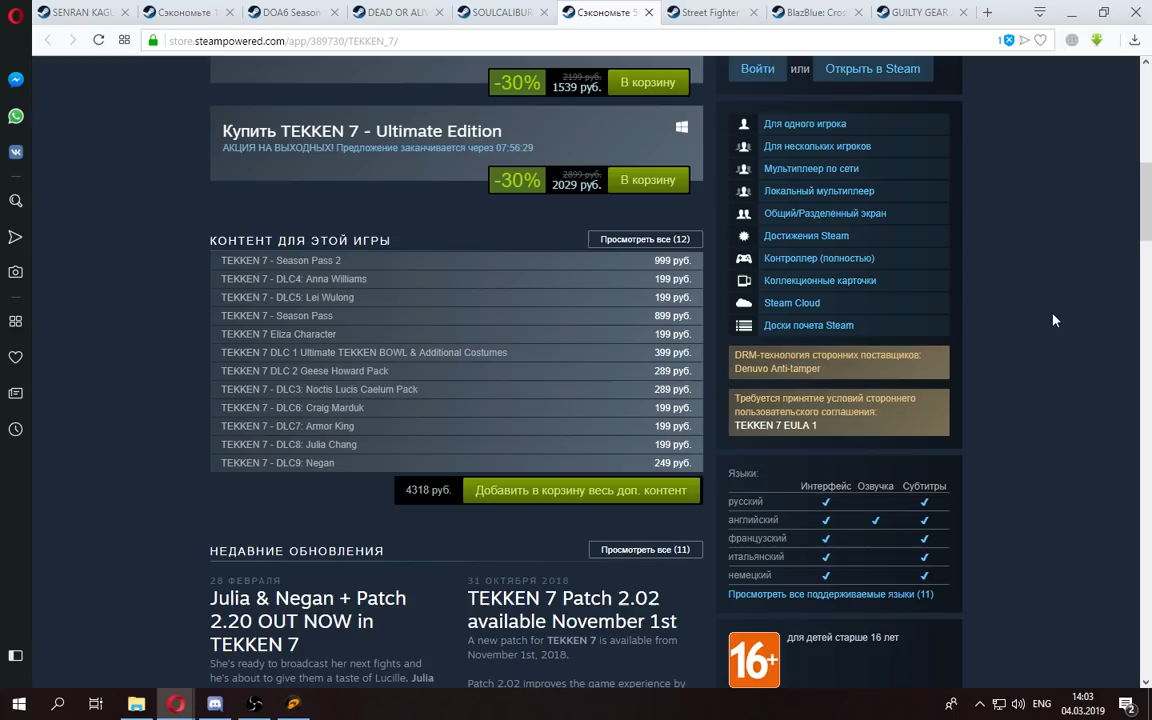 SENRAN KAGU
Сэкономьте 1
DOA6 Season
DEAD OR ALIV
SOULCALIBUR
Сэкономьте 5
Street Fighter
BlazBlue: Cros
GUILTY GEAR
store.steampowered.com/app/389730/TEKKEN_7/
1
-30%
2199 руб.
1539 руб.
В корзину
Купить TEKKEN 7 - Ultimate Edition
АКЦИЯ НА ВЫХОДНЫХ! Предложение заканчивается через 07:56:29
-30%
2899 руб.
2029 руб.
В корзину
КОНТЕНТ ДЛЯ ЭТОЙ ИГРЫ
Просмотреть все (12)
TEKKEN 7 - Season Pass 2 999 руб.
TEKKEN 7 - DLC4: Anna Williams 199 руб.
TEKKEN 7 - DLC5: Lei Wulong 199 руб.
TEKKEN 7 - Season Pass 899 руб.
TEKKEN 7 Eliza Character 199 руб.
TEKKEN 7 DLC 1 Ultimate TEKKEN BOWL & Additional Costumes 399 руб.
TEKKEN 7 DLC 2 Geese Howard Pack 289 руб.
TEKKEN 7 - DLC3: Noctis Lucis Caelum Pack 289 руб.
TEKKEN 7 - DLC6: Craig Marduk 199 руб.
TEKKEN 7 - DLC7: Armor King 199 руб.
TEKKEN 7 - DLC8: Julia Chang 199 руб.
TEKKEN 7 - DLC9: Negan 249 руб.
4318 руб. Добавить в корзину весь доп. контент
НЕДАВНИЕ ОБНОВЛЕНИЯ
Просмотреть все (11)
28 ФЕВРАЛЯ
Julia & Negan + Patch
2.20 OUT NOW in
TEKKEN 7
She's ready to broadcast her next fights and
he's about to give them a taste of Lucille. Julia
31 ОКТЯБРЯ 2018
TEKKEN 7 Patch 2.02
available November 1st
A new patch for TEKKEN 7 is available from
November 1st, 2018.
Patch 2.02 improves the game experience by
Войти или Открыть в Steam
Для одного игрока
Для нескольких игроков
Мультиплеер по сети
Локальный мультиплеер
Общий/Разделенный экран
Достижения Steam
Контроллер (полностью)
Коллекционные карточки
Steam Cloud
Доски почета Steam
DRM-технология сторонних поставщиков:
Denuvo Anti-tamper
Требуется принятие условий стороннего
пользовательского соглашения:
TEKKEN 7 EULA 1
Языки:
Интерфейс Озвучка Субтитры
русский
английский
французский
итальянский
немецкий
Просмотреть все поддерживаемые языки (11)
16+
для детей старше 16 лет
ENG
14:03
04.03.2019
2